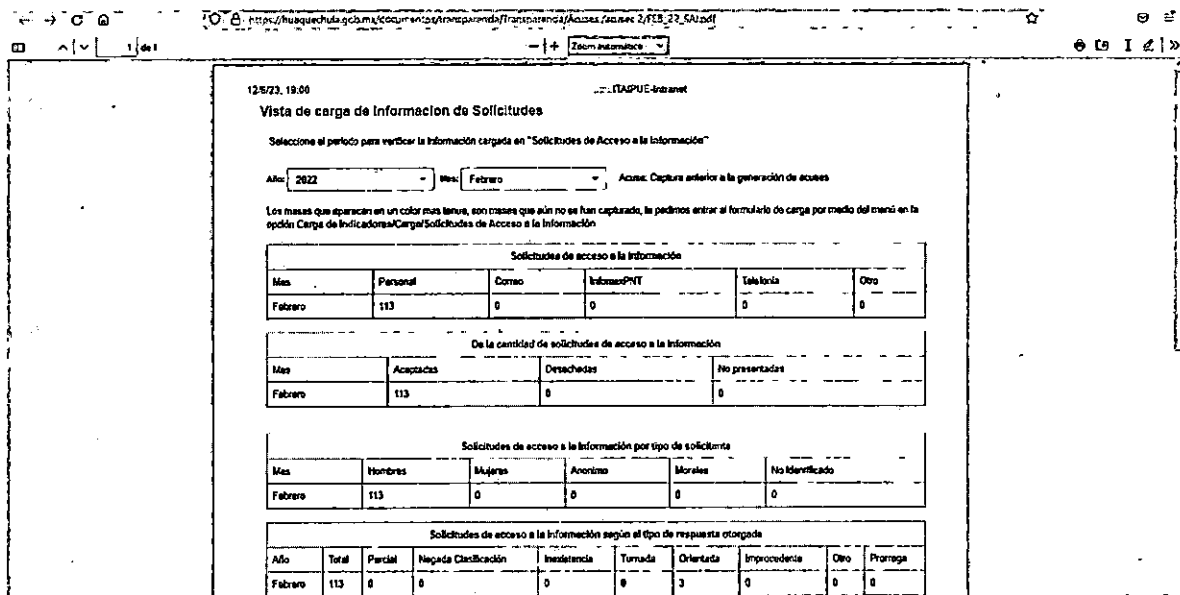 https://huaquechula.gob.mx/documentos/transparencia/Transparencia/Acuses/acuses 2/FEB_22_SAI.pdf
1 de 1
Zoom automático
12/5/23, 19:00 ITAIPUE-Intranet
Vista de carga de Informacion de Solicitudes
Seleccione el periodo para verificar la información cargada en "Solicitudes de Acceso a la Información"
Año: 2022 Mes: Febrero Acuse: Captura anterior a la generación de acuses
Los meses que aparecen en un color mas tenue, son meses que aún no se han capturado, le pedimos entrar al formulario de carga por medio del menú en la
opción Carga de Indicadores/Carga/Solicitudes de Acceso a la Información
Solicitudes de acceso a la información
Mes Personal Correo InfomexPNT Telefonía Otro
Febrero 113 0 0 0 0
De la cantidad de solicitudes de acceso a la información
Mes Aceptadas Desechadas No presentadas
Febrero 113 0 0
Solicitudes de acceso a la información por tipo de solicitante
Mes Hombres Mujeres Anonimo Morales No Identificado
Febrero 113 0 0 0 0
Solicitudes de acceso a la información según el tipo de respuesta otorgada
Año Total Parcial Negada Clasificación Inexistencia Turnada Orientada Improcedente Otro Prorroga
Febrero 113 0 0 0 0 3 0 0 0